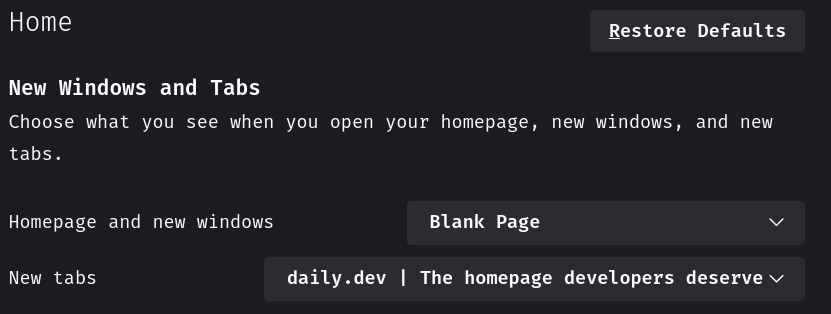 Home
Restore Defaults
New Windows and Tabs
Choose what you see when you open your homepage, new windows, and new
tabs.
Homepage and new windows
Blank Page
New tabs
daily.dev | The homepage developers deserve